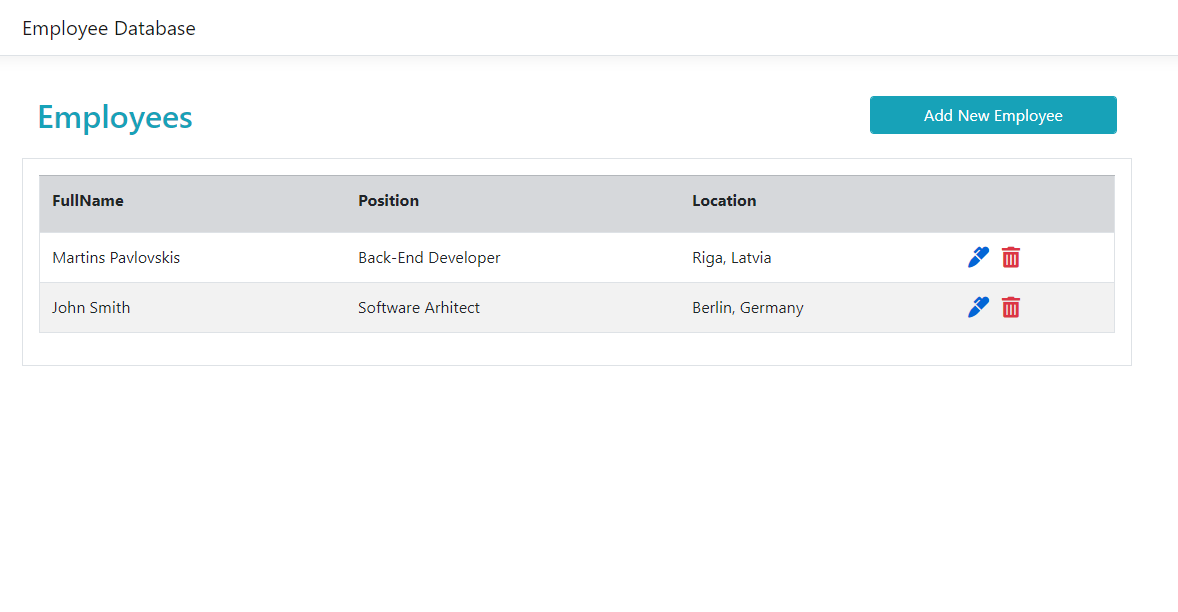 Employee Database
Employees
Add New Employee
FullName Position Location
Martins Pavlovskis Back-End Developer Riga, Latvia
John Smith Software Arhitect Berlin, Germany